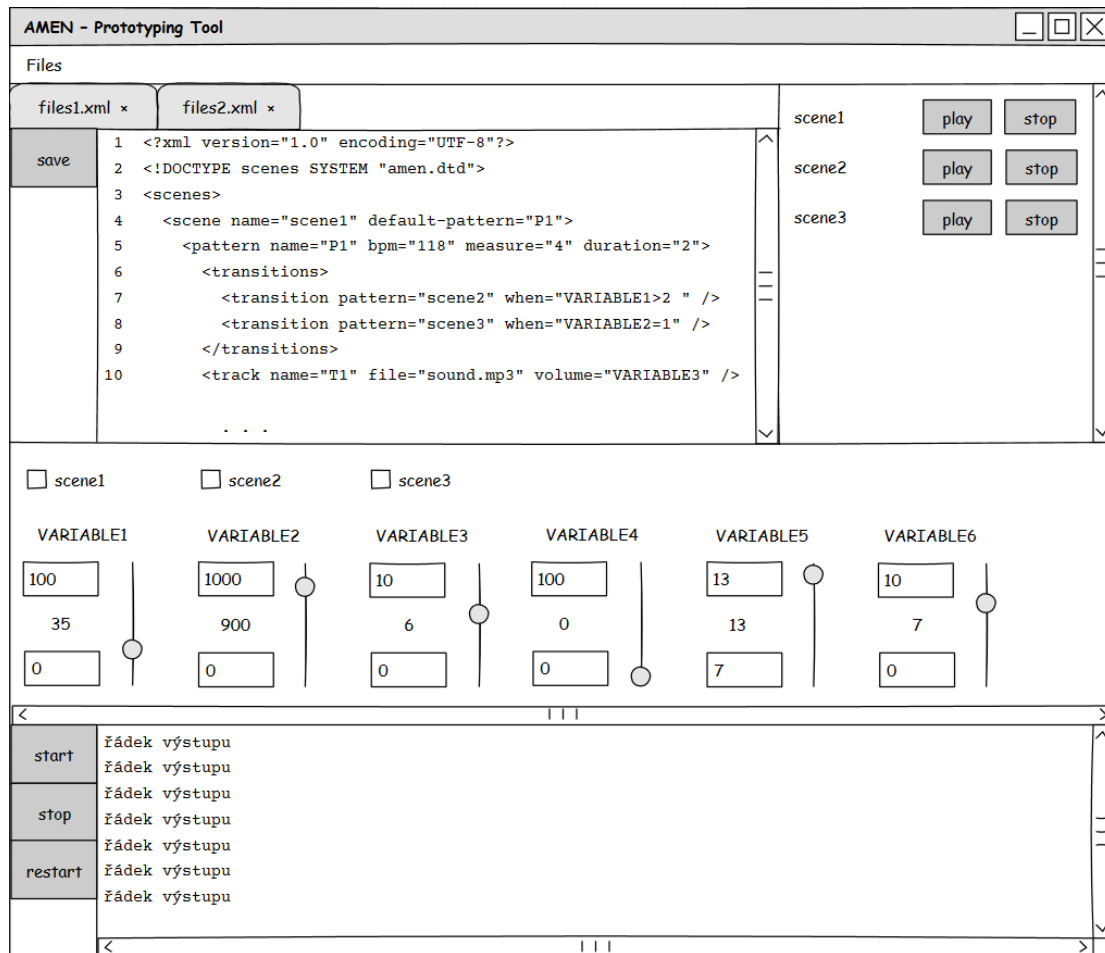 AMEN - Prototyping Tool
Files
files1.xml ×
files2.xml ×
save
1 <?xml version="1.0" encoding="UTF-8"?>
2 <!DOCTYPE scenes SYSTEM "amen.dtd">
3 <scenes>
4 <scene name="scene1" default-pattern="P1">
5 <pattern name="P1" bpm="118" measure="4" duration="2">
6 <transitions>
7 <transition pattern="scene2" when="VARIABLE1>2 " />
8 <transition pattern="scene3" when="VARIABLE2=1" />
9 </transitions>
10 <track name="T1" file="sound.mp3" volume="VARIABLE3" />
. . .
scene1 play stop
scene2 play stop
scene3 play stop
scene1 scene2 scene3
VARIABLE1 VARIABLE2 VARIABLE3 VARIABLE4 VARIABLE5 VARIABLE6
100 1000 10 100 13 10
35 900 6 0 13 7
0 0 0 0 7 0
start
stop
restart
řádek výstupu
řádek výstupu
řádek výstupu
řádek výstupu
řádek výstupu
řádek výstupu
řádek výstupu